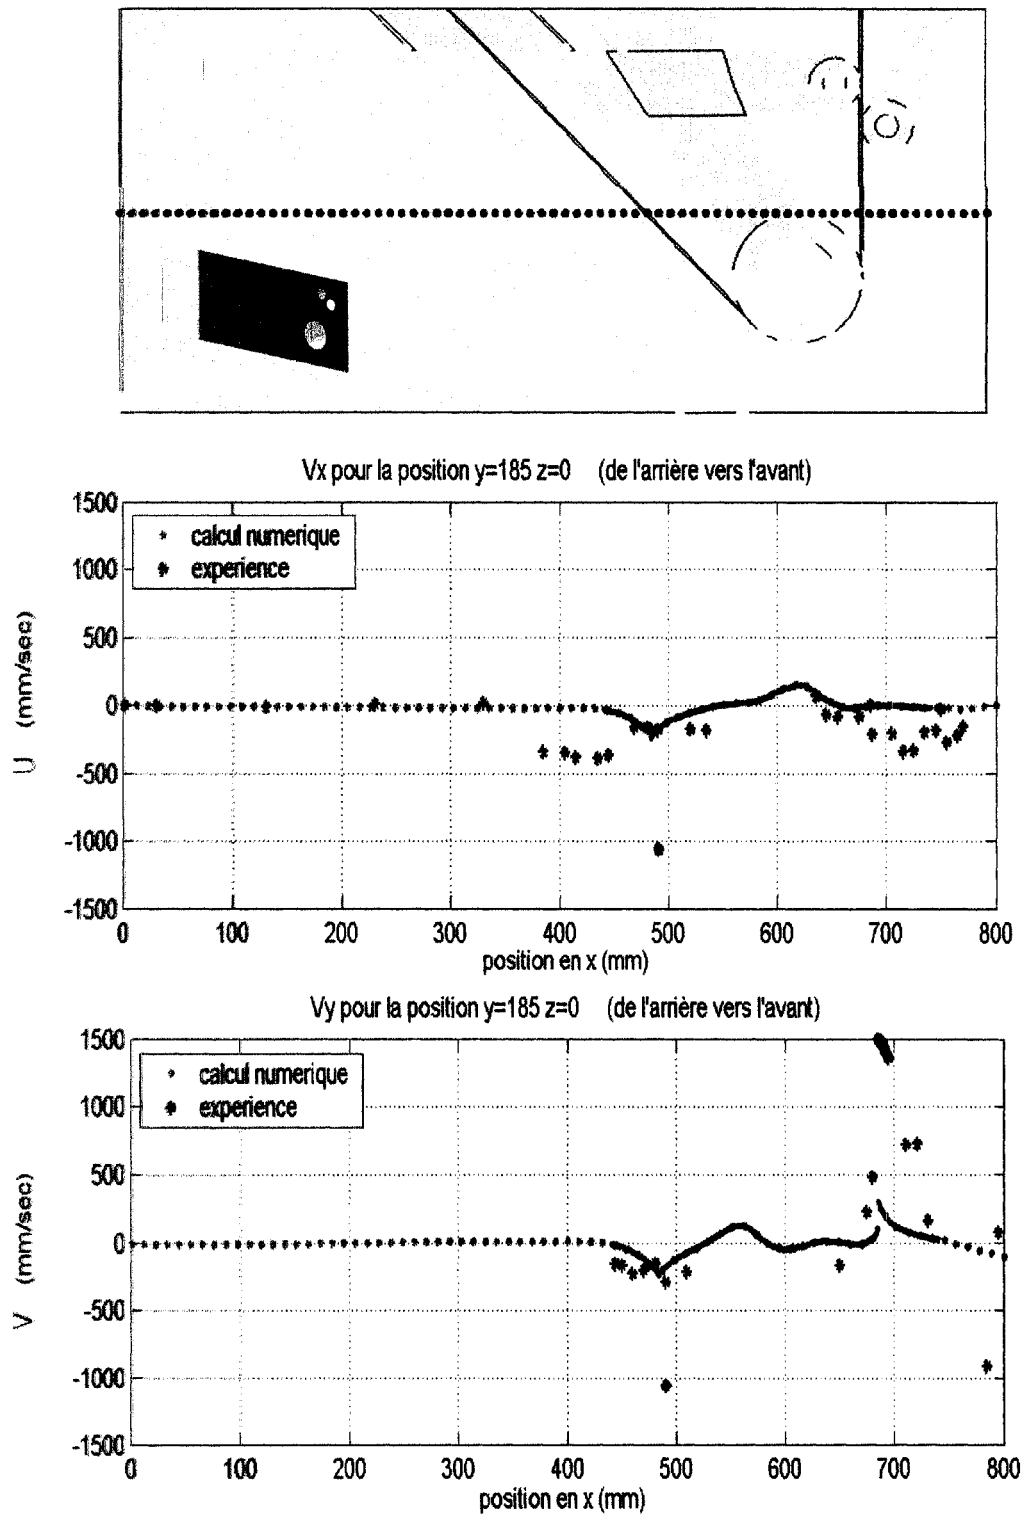 Vx pour la position y=185 z=0 (de l'arrière vers l'avant)
1500
1000
500
0
-500
-1000
-1500
calcul numerique
experience
U (mm/sec)
0 100 200 300 400 500 600 700 800
position en x (mm)
Vy pour la position y=185 z=0 (de l'arrière vers l'avant)
1500
1000
500
0
-500
-1000
-1500
calcul numerique
experience
V (mm/sec)
0 100 200 300 400 500 600 700 800
position en x (mm)